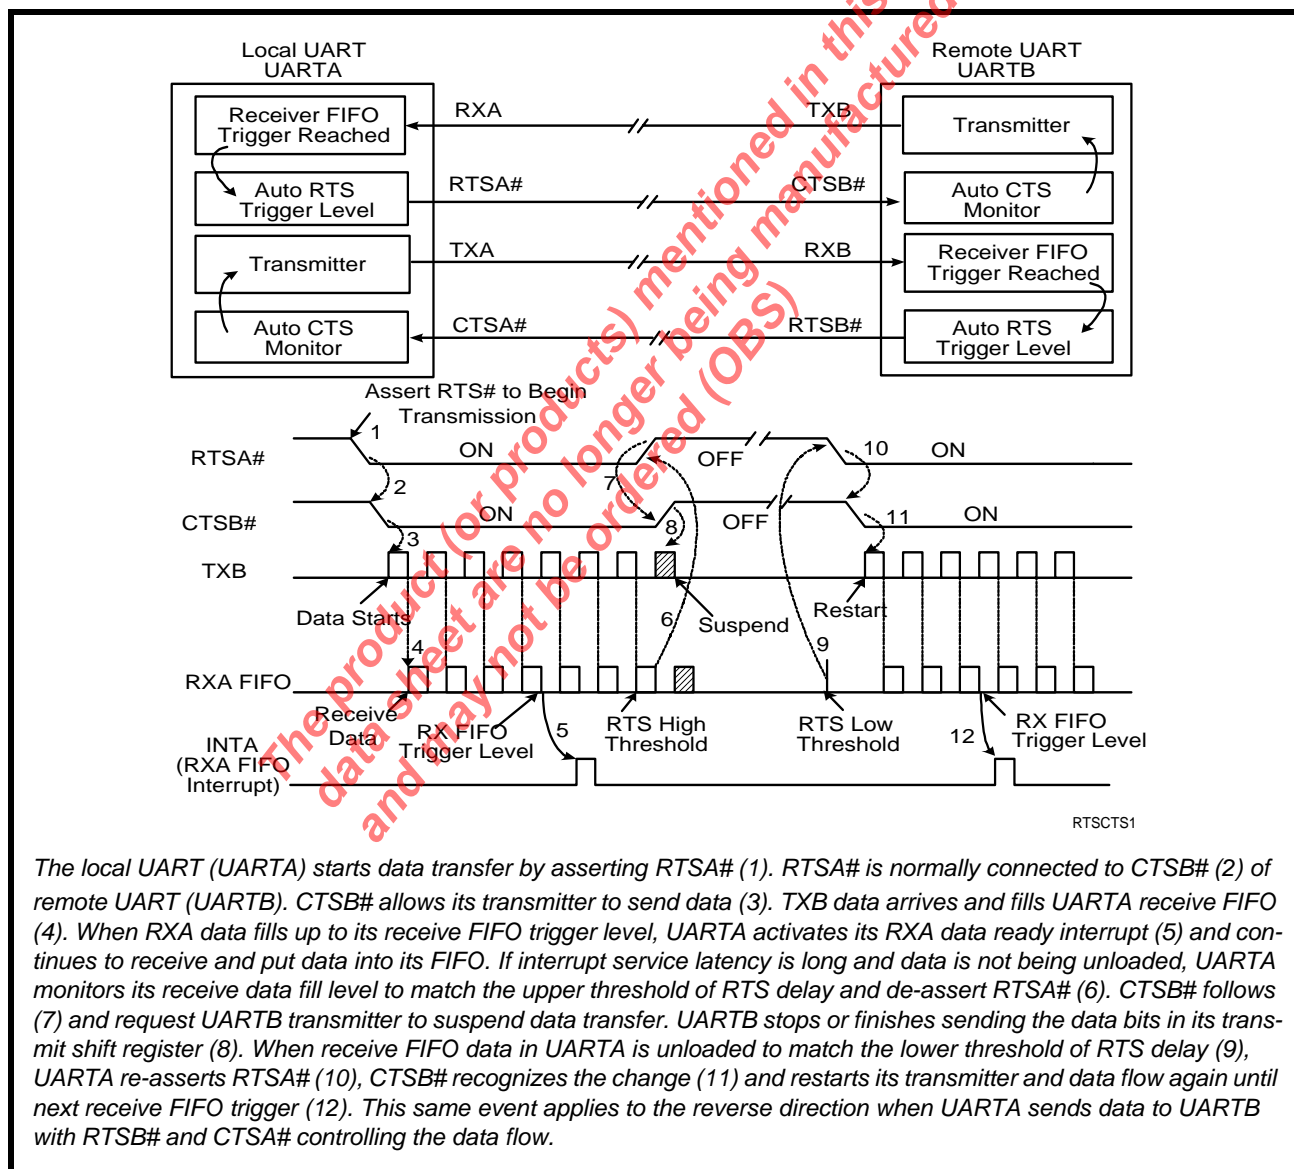 Local UART
UARTA
Remote UART
UARTB
Receiver FIFO
Trigger Reached
RXA
TXB
Transmitter
Auto RTS
Trigger Level
RTSA#
CTSB#
Auto CTS
Monitor
Transmitter
TXA
RXB
Receiver FIFO
Trigger Reached
Auto CTS
Monitor
CTSA#
RTSB#
Auto RTS
Trigger Level
Assert RTS# to Begin
Transmission
1
RTSA#
ON
OFF
10
ON
2
7
CTSB#
ON
8
OFF
11
ON
3
TXB
Data Starts
6
Suspend
Restart
4
9
RXA FIFO
Receive
Data
RX FIFO
Trigger Level
5
RTS High
Threshold
RTS Low
Threshold
12
RX FIFO
Trigger Level
INTA
(RXA FIFO
Interrupt)
RTSCTS1
The product (or products) mentioned in this
data sheet are no longer being manufactured
and may not be ordered (OBS)
The local UART (UARTA) starts data transfer by asserting RTSA# (1). RTSA# is normally connected to CTSB# (2) of
remote UART (UARTB). CTSB# allows its transmitter to send data (3). TXB data arrives and fills UARTA receive FIFO
(4). When RXA data fills up to its receive FIFO trigger level, UARTA activates its RXA data ready interrupt (5) and con-
tinues to receive and put data into its FIFO. If interrupt service latency is long and data is not being unloaded, UARTA
monitors its receive data fill level to match the upper threshold of RTS delay and de-assert RTSA# (6). CTSB# follows
(7) and request UARTB transmitter to suspend data transfer. UARTB stops or finishes sending the data bits in its trans-
mit shift register (8). When receive FIFO data in UARTA is unloaded to match the lower threshold of RTS delay (9),
UARTA re-asserts RTSA# (10), CTSB# recognizes the change (11) and restarts its transmitter and data flow again until
next receive FIFO trigger (12). This same event applies to the reverse direction when UARTA sends data to UARTB
with RTSB# and CTSA# controlling the data flow.